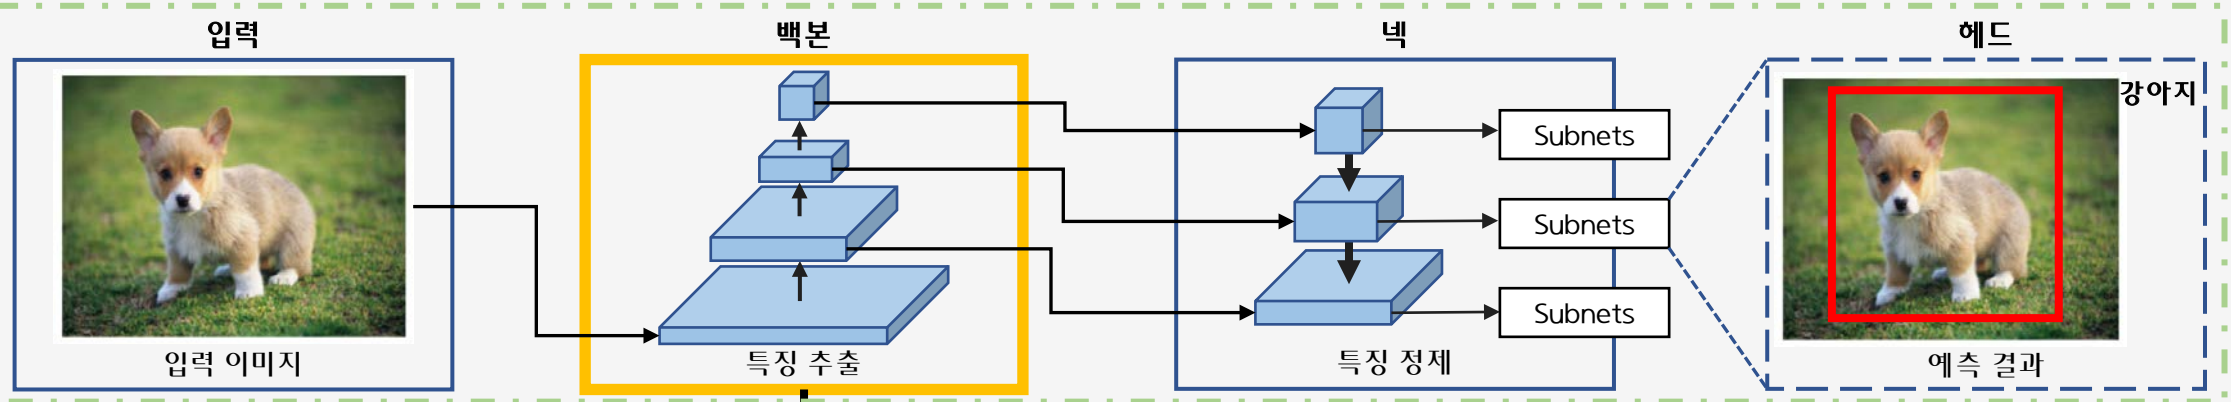 입력
백본
넥
헤드
강아지
Subnets
Subnets
Subnets
입력 이미지
특징 추출
특징 정제
예측 결과